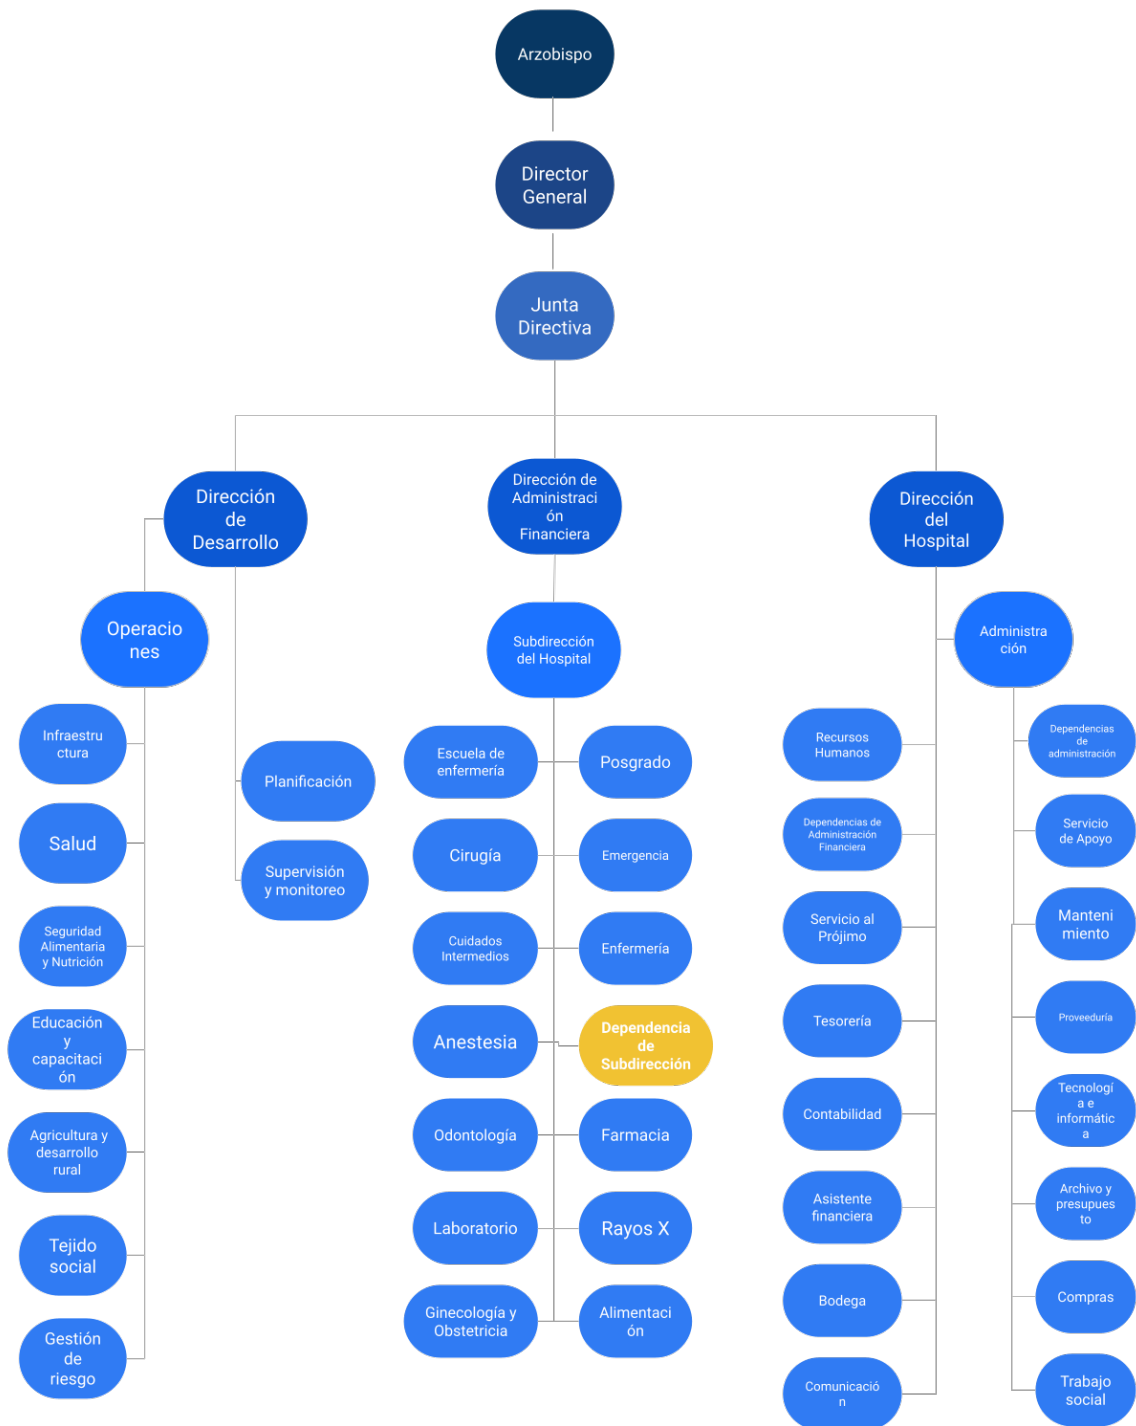 Arzobispo
Director
General
Junta
Directiva
Dirección
de
Desarrollo
Dirección de
Administraci
ón
Financiera
Dirección
del
Hospital
Operacio
nes
Subdirección
del Hospital
Administra
ción
Infraestru
ctura
Salud
Seguridad
Alimentaria
y Nutrición
Educación
y
capacitaci
ón
Agricultura y
desarrollo
rural
Tejido
social
Gestión
de
riesgo
Planificación
Supervisión
y monitoreo
Escuela de
enfermería
Posgrado
Cirugía
Emergencia
Cuidados
Intermedios
Enfermería
Anestesia
Dependencia
de
Subdirección
Odontología
Farmacia
Laboratorio
Rayos X
Ginecología y
Obstetricia
Alimentaci
ón
Recursos
Humanos
Dependencias de
Administración
Financiera
Servicio al
Prójimo
Tesorería
Contabilidad
Asistente
financiera
Bodega
Comunicació
n
Dependencias
de
administración
Servicio
de Apoyo
Manteni
miento
Proveeduría
Tecnologí
a e
informátic
a
Archivo y
presupues
to
Compras
Trabajo
social